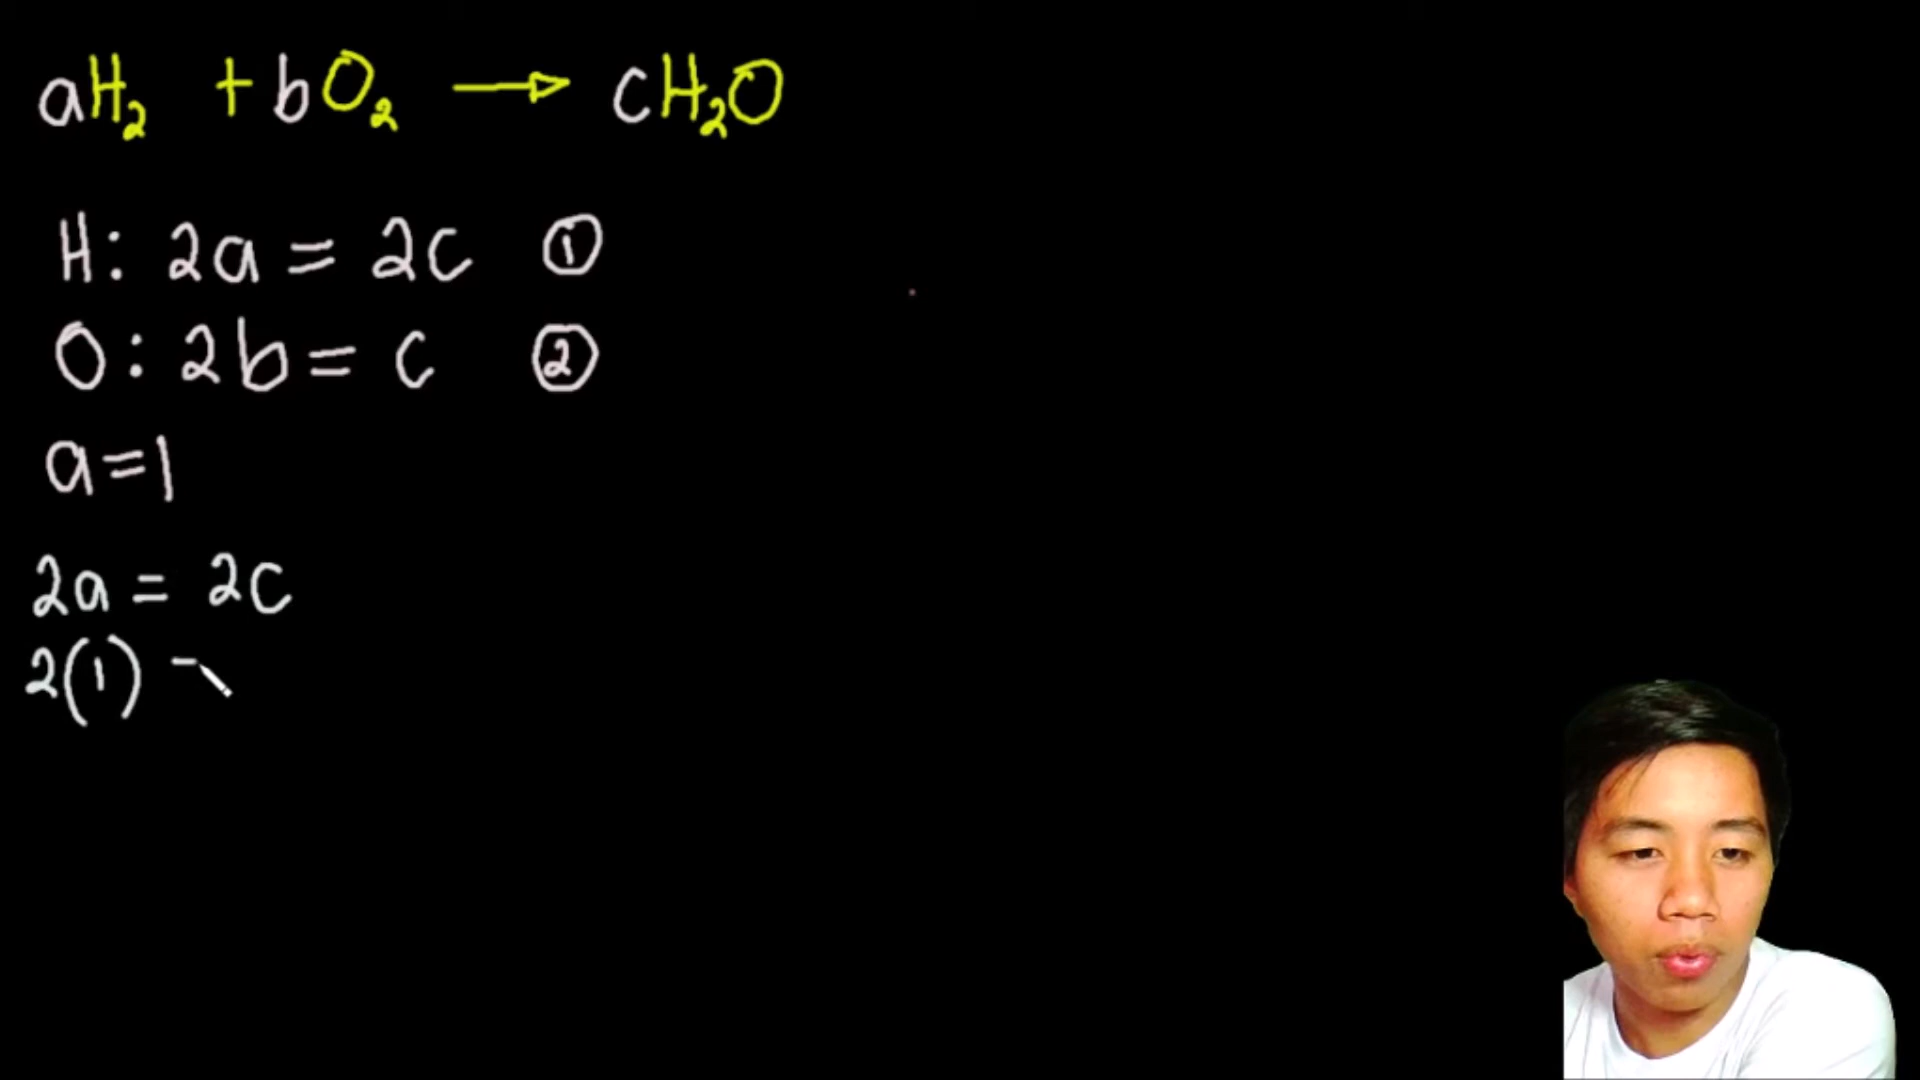 aH₂ + bO₂ → cH₂O
H: 2a = 2c ①
O: 2b = c ②
a=1
2a = 2c
2(1) -